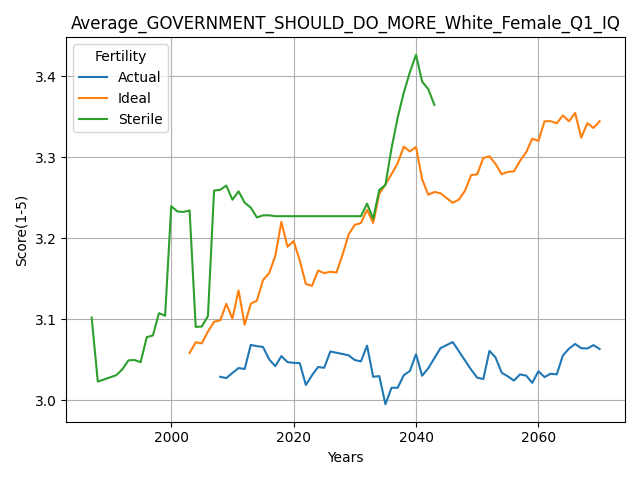 Average_GOVERNMENT_SHOULD_DO_MORE_White_Female_Q1_IQ
Fertility
Actual
Ideal
Sterile
Score(1-5)
3.4
3.3
3.2
3.1
3.0
2000 2020 2040 2060
Years